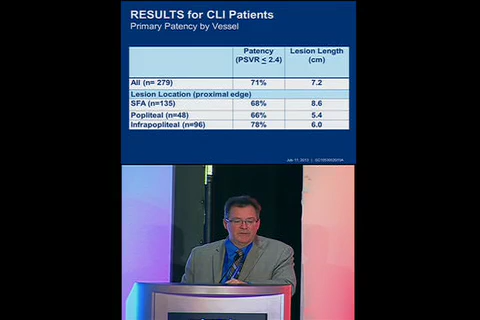 RESULTS for CLI Patients
Primary Patency by Vessel
Patency (PSVR ≤ 2.4) Lesion Length (cm)
All (n= 279) 71% 7.2
Lesion Location (proximal edge)
SFA (n=135) 68% 8.6
Popliteal (n=48) 66% 5.4
Infrapopliteal (n=96) 78% 6.0